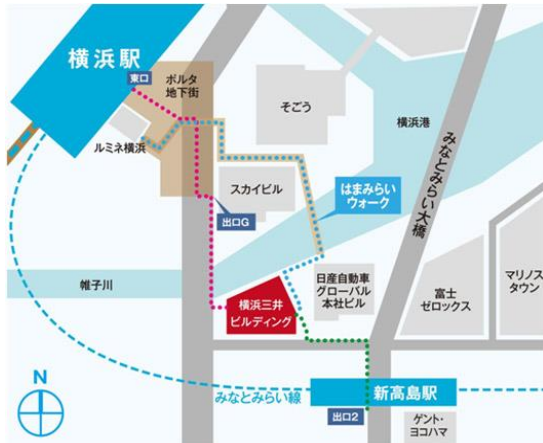 横浜駅
東口
ポルタ
地下街
ルミネ横浜
そごう
横浜港
みなとみらい大橋
スカイビル
はまみらい
ウォーク
出口G
帷子川
横浜三井
ビルディング
日産自動車
グローバル
本社ビル
富士
ゼロックス
マリノス
タウン
N
みなとみらい線
新高島駅
出口2
ゲント・
ヨコハマ